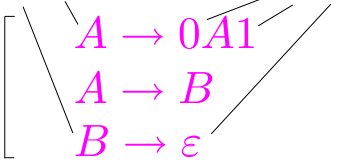 A → 0A1
A → B
B → ε